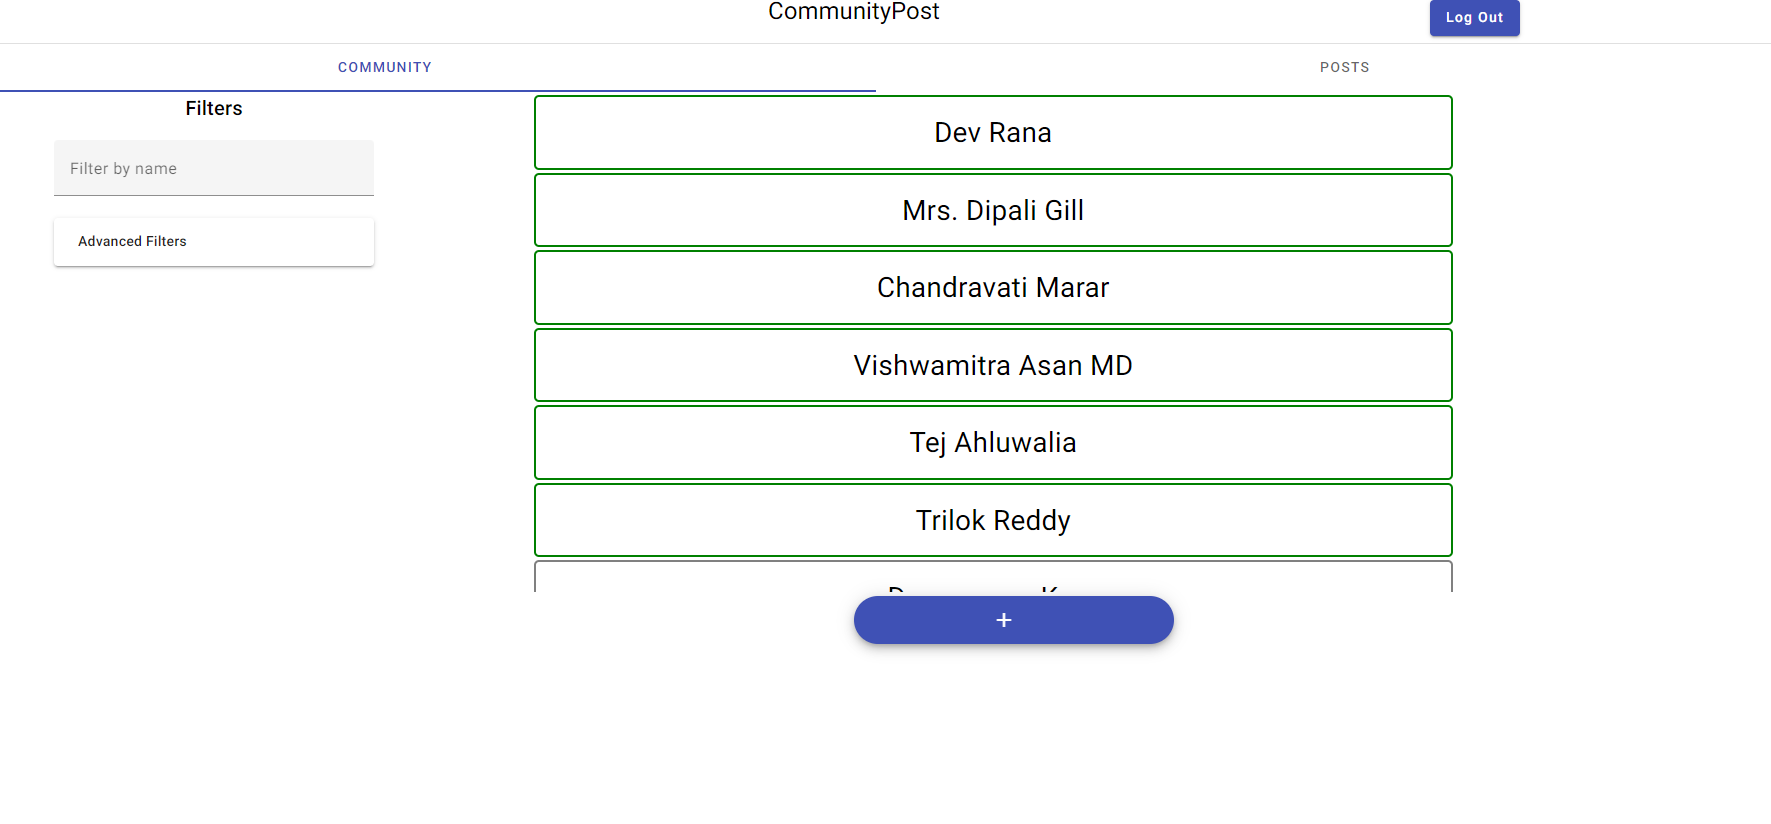 CommunityPost
Log Out
COMMUNITY
POSTS
Filters
Filter by name
Advanced Filters
Dev Rana
Mrs. Dipali Gill
Chandravati Marar
Vishwamitra Asan MD
Tej Ahluwalia
Trilok Reddy
+